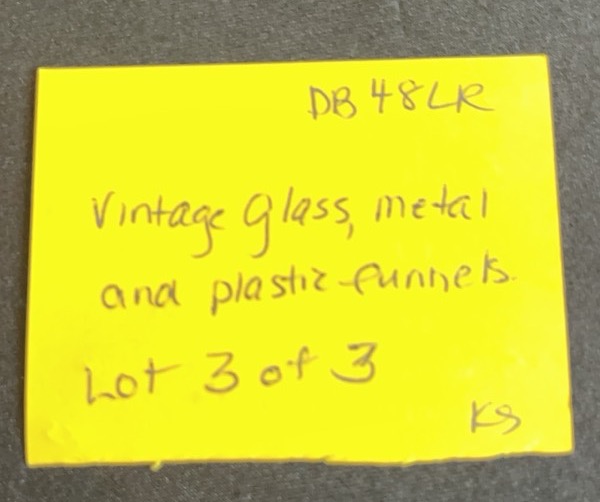 DB 48LR
Vintage glass, metal
and plastic funnels.
Lot 3 of 3
KS